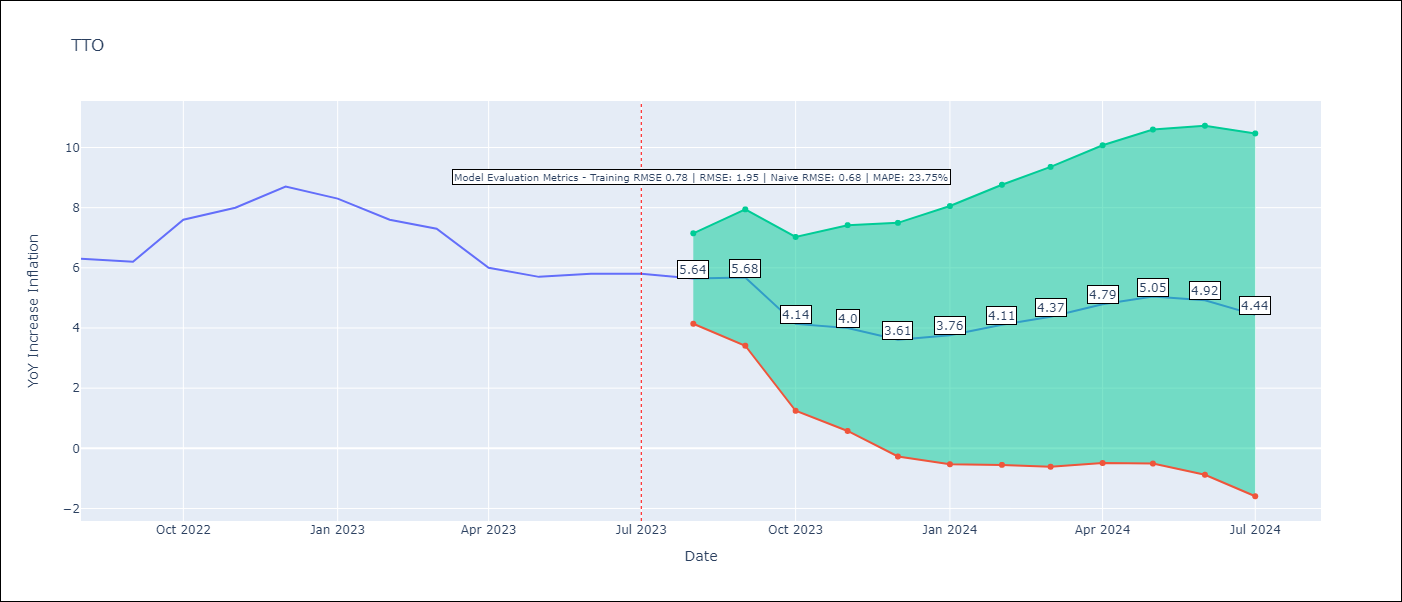 TTO
Model Evaluation Metrics - Training RMSE 0.78 | RMSE: 1.95 | Naive RMSE: 0.68 | MAPE: 23.75%
YoY Increase Inflation
10
8
6
4
2
0
−2
5.64
5.68
4.14
4.0
3.61
3.76
4.11
4.37
4.79
5.05
4.92
4.44
Oct 2022
Jan 2023
Apr 2023
Jul 2023
Oct 2023
Jan 2024
Apr 2024
Jul 2024
Date